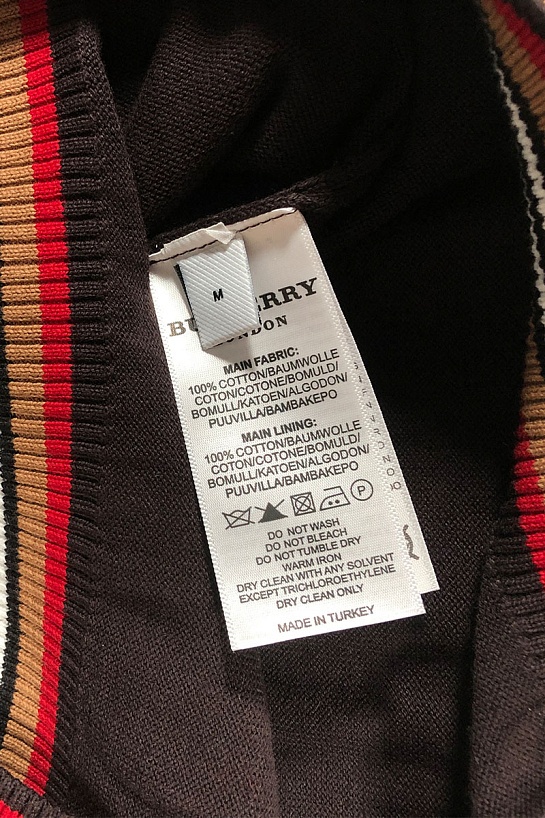 M
BURBERRY
LONDON
MAIN FABRIC:
100% COTTON/BAUMWOLLE
COTON/COTONE/BOMULD/
BOMULL/KATOEN/ALGODON/
PUUVILLA/BAMBAKEPO
MAIN LINING:
100% COTTON/BAUMWOLLE
COTON/COTONE/BOMULD/
BOMULL/KATOEN/ALGODON/
PUUVILLA/BAMBAKEPO
P
DO NOT WASH
DO NOT BLEACH
DO NOT TUMBLE DRY
WARM IRON
DRY CLEAN WITH ANY SOLVENT
EXCEPT TRICHLOROETHYLENE
DRY CLEAN ONLY
MADE IN TURKEY